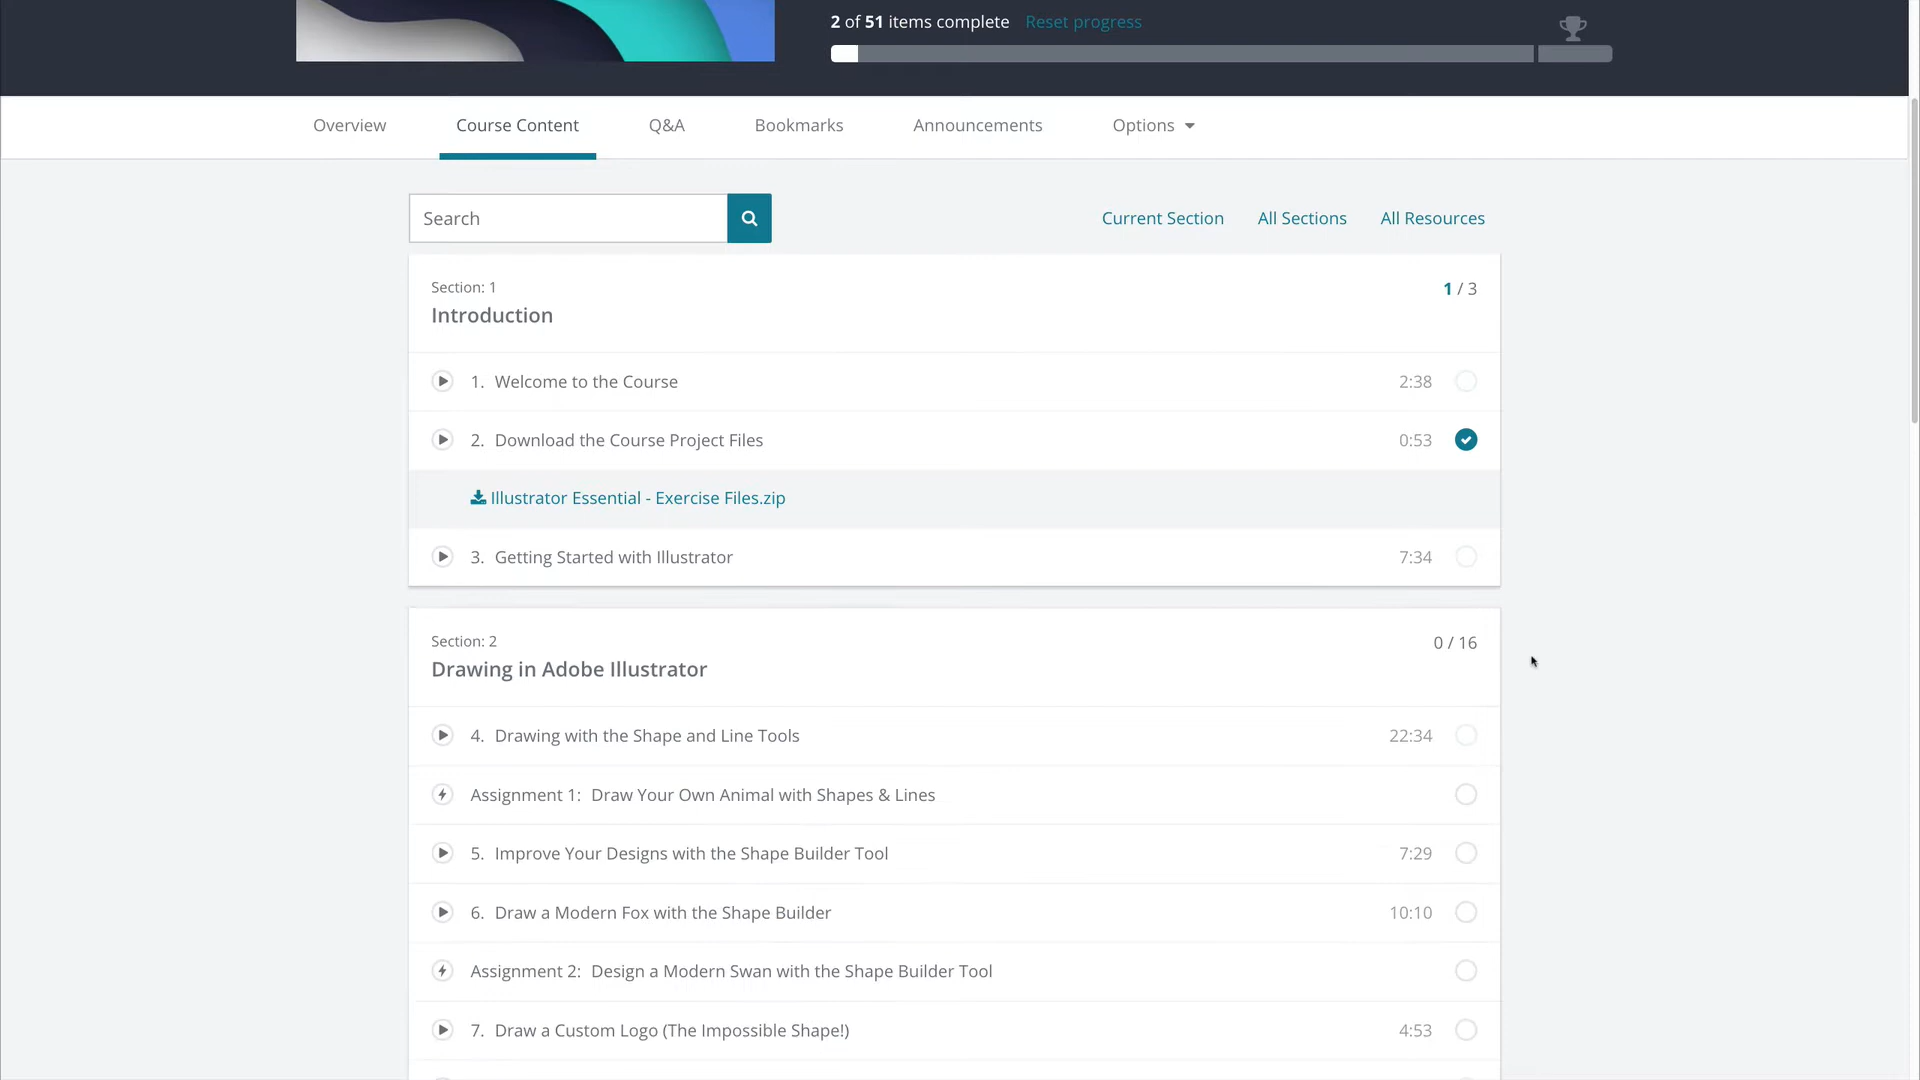 2 of 51 items complete Reset progress
Overview Course Content Q&A Bookmarks Announcements Options
Search Current Section All Sections All Resources
Section: 1 1 / 3
Introduction
1. Welcome to the Course 2:38
2. Download the Course Project Files 0:53
Illustrator Essential - Exercise Files.zip
3. Getting Started with Illustrator 7:34
Section: 2 0 / 16
Drawing in Adobe Illustrator
4. Drawing with the Shape and Line Tools 22:34
Assignment 1: Draw Your Own Animal with Shapes & Lines
5. Improve Your Designs with the Shape Builder Tool 7:29
6. Draw a Modern Fox with the Shape Builder 10:10
Assignment 2: Design a Modern Swan with the Shape Builder Tool
7. Draw a Custom Logo (The Impossible Shape!) 4:53